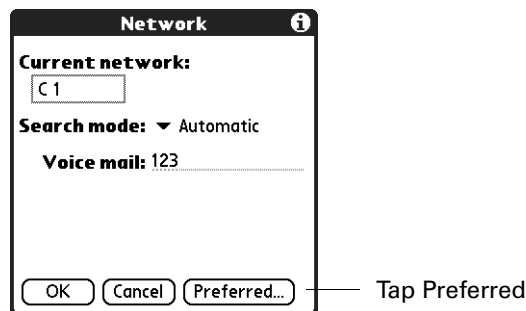 Network
Current network:
C 1
Search mode: Automatic
Voice mail: 123
OK Cancel Preferred... Tap Preferred